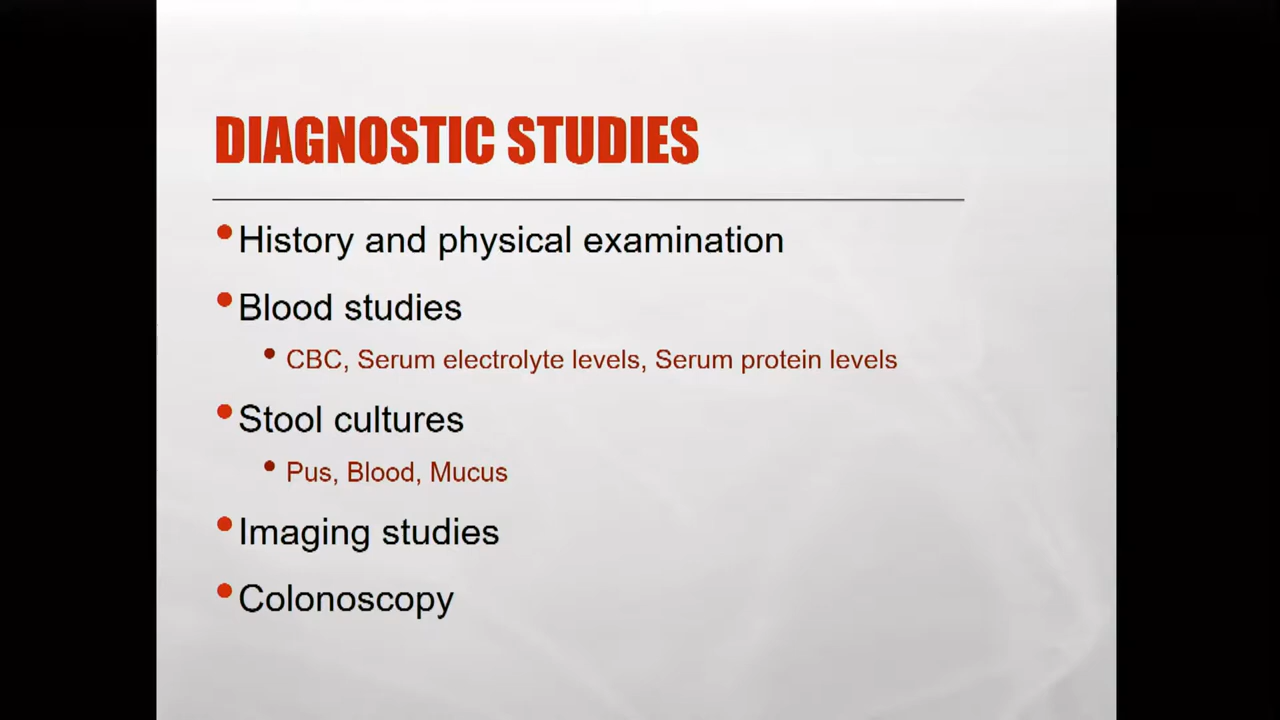 DIAGNOSTIC STUDIES
•History and physical examination
•Blood studies
•CBC, Serum electrolyte levels, Serum protein levels
•Stool cultures
•Pus, Blood, Mucus
•Imaging studies
•Colonoscopy